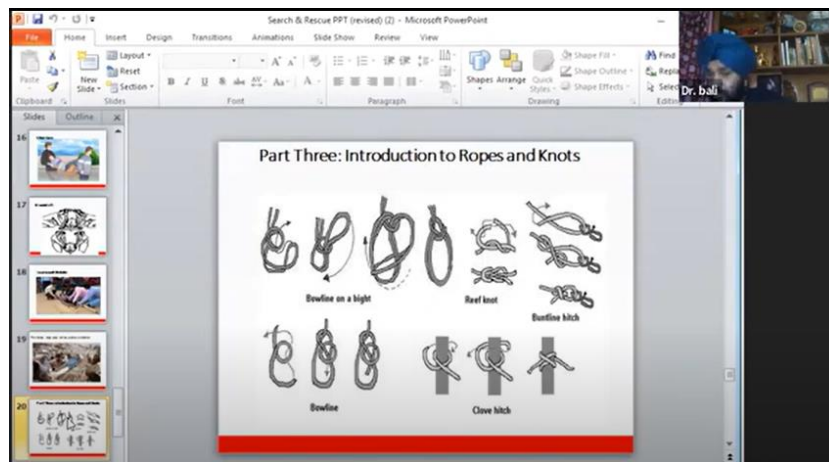 Search & Rescue PPT (revised) (2) - Microsoft PowerPoint
File Home Insert Design Transitions Animations Slide Show Review View
Paste
New
Slide
Layout
Reset
Section
B I U S abc AV Aa A
Shapes Arrange Quick
Styles
Shape Fill
Shape Outline
Shape Effects
Find
Clipboard Slides Font Paragraph Drawing
Dr. bali
Slides Outline
16
17
18
19
20
Part Three: Introduction to Ropes and Knots
Bowline on a bight
Reef knot
Buntline hitch
Bowline
Clove hitch